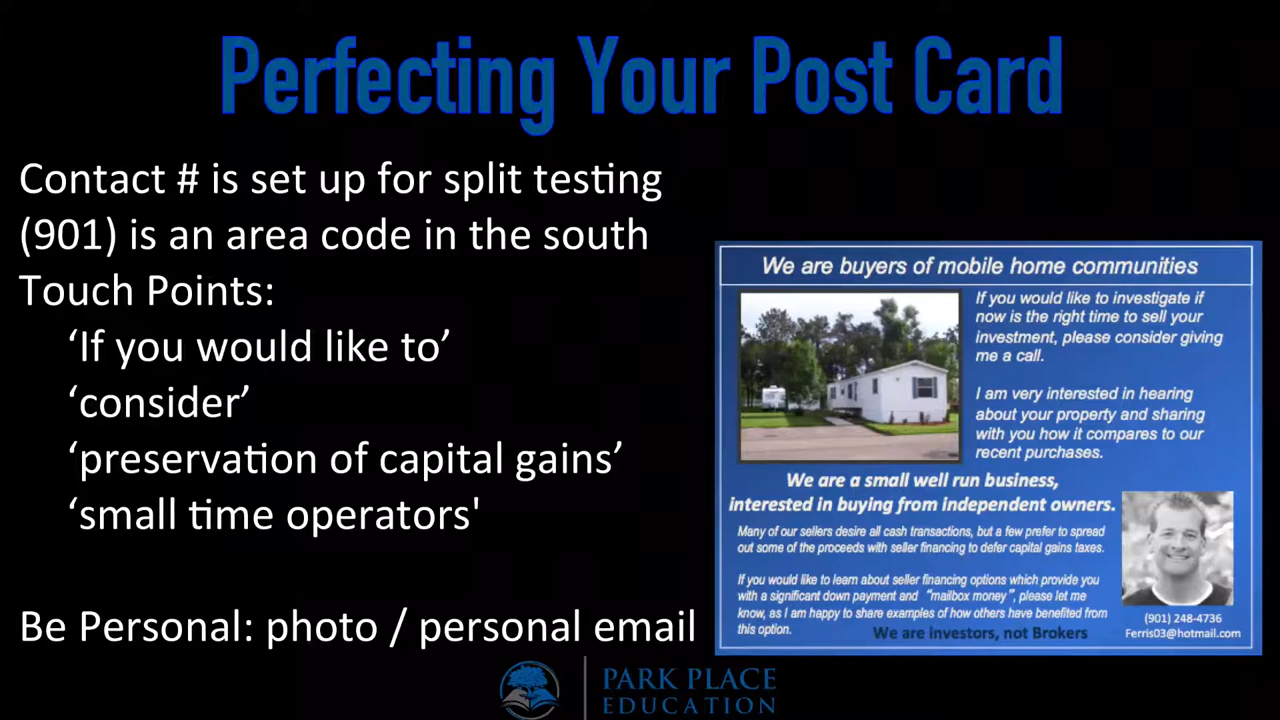 Perfecting Your Post Card
Contact # is set up for split testing
(901) is an area code in the south
Touch Points:
‘If you would like to’
‘consider’
‘preservation of capital gains’
‘small time operators'
Be Personal: photo / personal email
We are buyers of mobile home communities
If you would like to investigate if
now is the right time to sell your
investment, please consider giving
me a call.
I am very interested in hearing
about your property and sharing
with you how it compares to our
recent purchases.
We are a small well run business,
interested in buying from independent owners.
Many of our sellers desire all cash transactions, but a few prefer to spread
out some of the proceeds with seller financing to defer capital gains taxes.
If you would like to learn about seller financing options which provide you
with a significant down payment and “mailbox money”, please let me
know, as I am happy to share examples of how others have benefited from
this option.
We are investors, not Brokers
(901) 248-4736
Ferris03@hotmail.com
PARK PLACE
EDUCATION